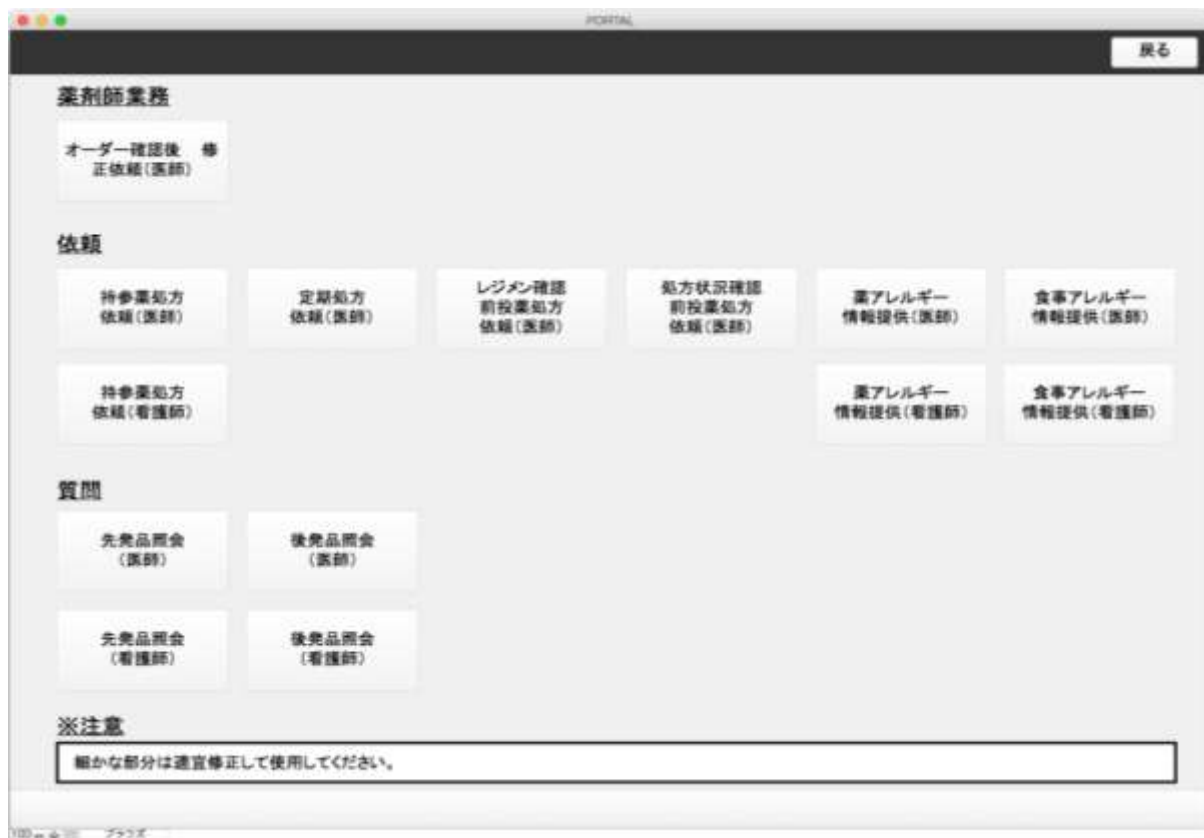 PORTAL
戻る
薬剤師業務
オーダー確認後　修
正依頼(医師)
依頼
持参薬処方
依頼(医師)
定期処方
依頼(医師)
レジメン確認
前投薬処方
依頼(医師)
処方状況確認
前投薬処方
依頼(医師)
薬アレルギー
情報提供(医師)
食事アレルギー
情報提供(医師)
持参薬処方
依頼(看護師)
薬アレルギー
情報提供(看護師)
食事アレルギー
情報提供(看護師)
質問
先発品照会
(医師)
後発品照会
(医師)
先発品照会
(看護師)
後発品照会
(看護師)
※注意
細かな部分は適宜修正して使用してください。
100
ブラウズ